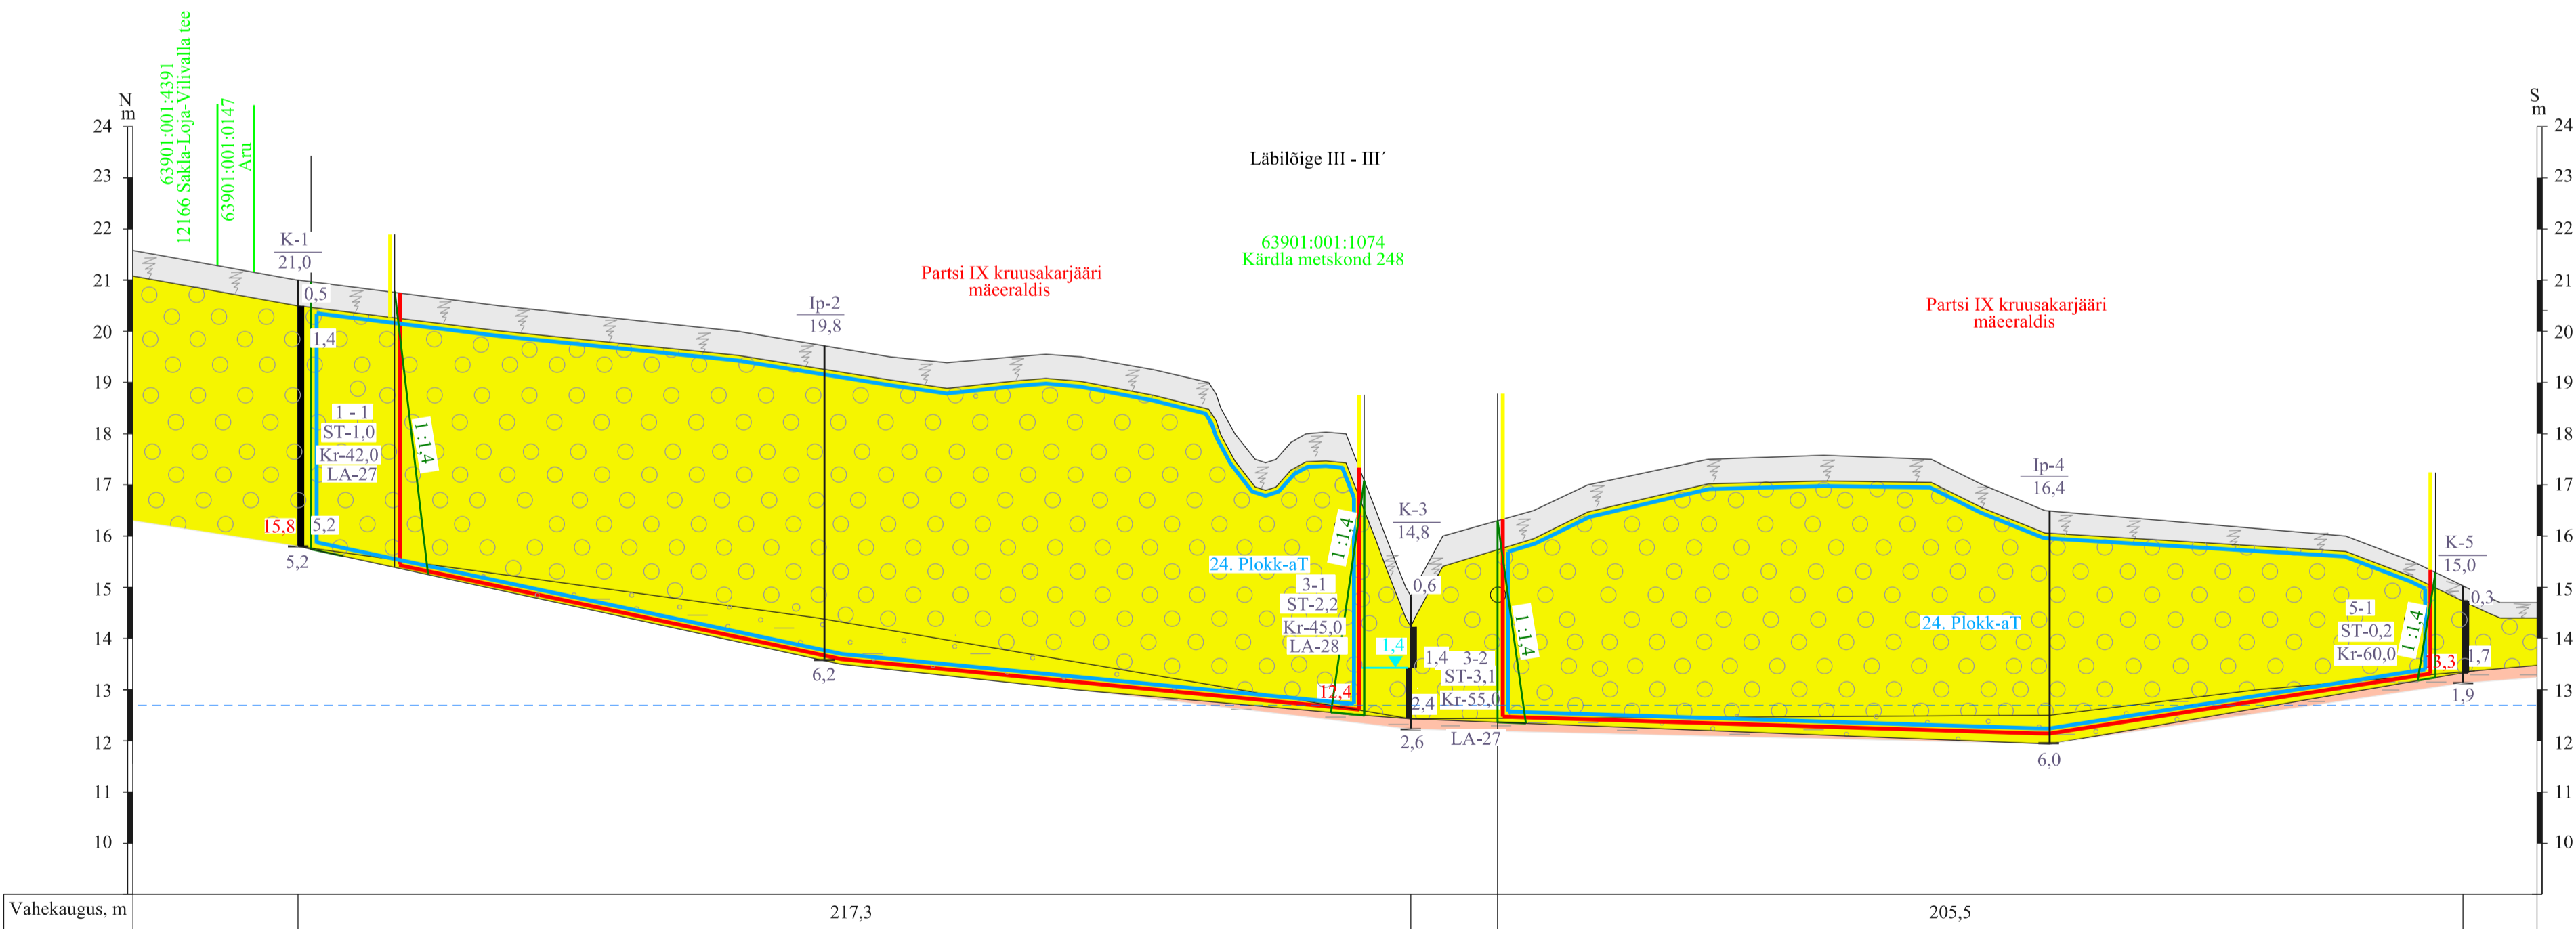 63901:001:4391
12166 Sakla-Loja-Vilivalla tee
63901:001:0147
Aru
N
m
24
23
22
21
20
19
18
17
16
15
14
13
12
11
10
Läbilõige III - III´
63901:001:1074
Kärdla metskond 248
Partsi IX kruusakarjääri
mäeeraldis
Partsi IX kruusakarjääri
mäeeraldis
K-1
21,0
0,5
1,4
1 - 1
ST-1,0
Kr-42,0
LA-27
15,8
5,2
5,2
1:1,4
Ip-2
19,8
6,2
24. Plokk-aT
1:1,4
3-1
ST-2,2
Kr-45,0
LA-28
12,4
K-3
14,8
0,6
1,4
1,4
2,4
2,6
3-2
ST-3,1
Kr-55,0
LA-27
1:1,4
Ip-4
16,4
6,0
24. Plokk-aT
5-1
ST-0,2
Kr-60,0
1:1,4
3,3
K-5
15,0
0,3
1,7
1,9
S
m
24
23
22
21
20
19
18
17
16
15
14
13
12
11
10
Vahekaugus, m
217,3
205,5